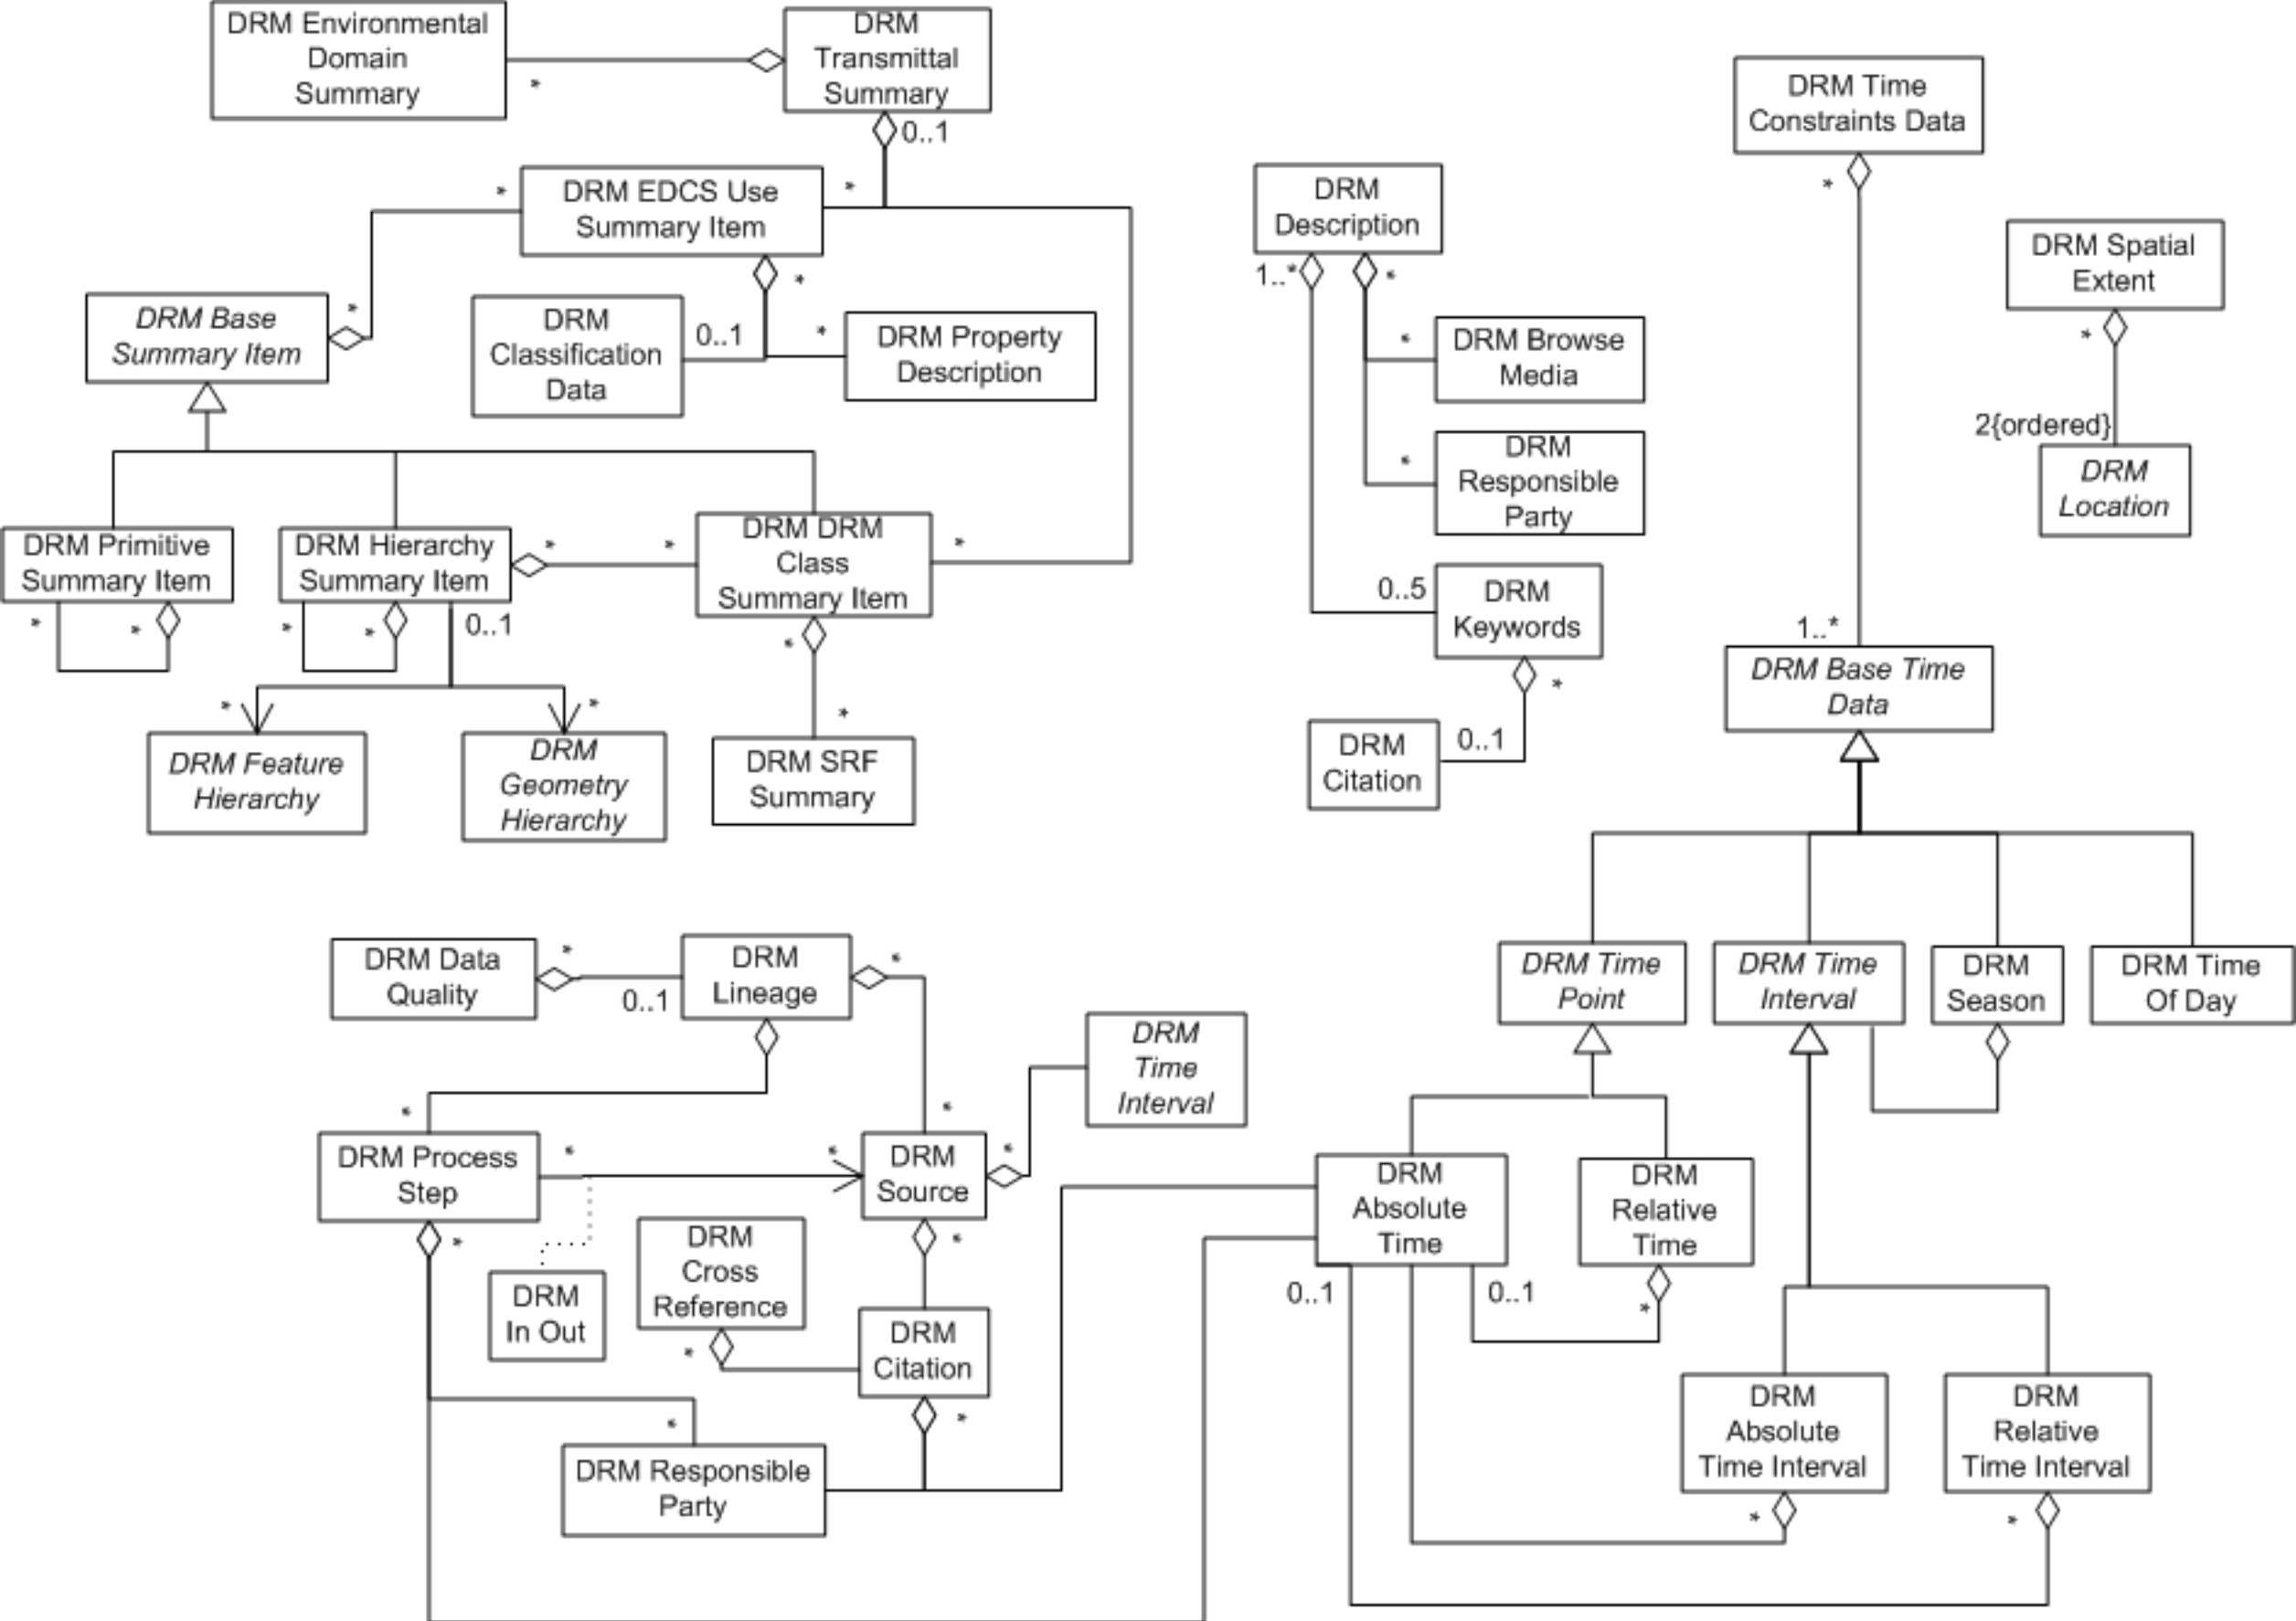 DRM Environmental
Domain
Summary
*
DRM
Transmittal
Summary
0..1
DRM EDCS Use
Summary Item
*
*
*
DRM Base
Summary Item
*
DRM
Classification
Data
0..1
*
DRM Property
Description
DRM Primitive
Summary Item
*
*
DRM Hierarchy
Summary Item
*
*
*
*
0..1
DRM DRM
Class
Summary Item
*
*
*
DRM Feature
Hierarchy
*
DRM
Geometry
Hierarchy
*
DRM SRF
Summary
DRM
Description
1..*
*
*
DRM Browse
Media
*
DRM
Responsible
Party
0..5
DRM
Keywords
*
DRM
Citation
0..1
DRM Time
Constraints Data
*
1..*
DRM Spatial
Extent
*
2{ordered}
DRM
Location
DRM Base Time
Data
DRM Time
Point
DRM Time
Interval
DRM
Season
DRM Time
Of Day
DRM Data
Quality
*
0..1
DRM
Lineage
*
*
*
DRM
Time
Interval
DRM Process
Step
*
*
DRM
Source
*
*
*
DRM
In Out
DRM
Cross
Reference
*
DRM
Citation
*
*
DRM Responsible
Party
DRM
Absolute
Time
0..1
0..1
DRM
Relative
Time
*
DRM
Absolute
Time Interval
*
DRM
Relative
Time Interval
*